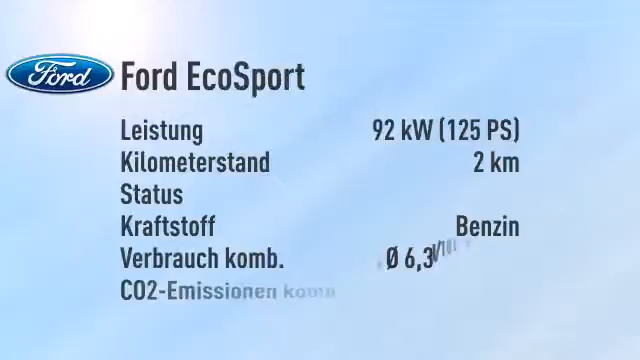 Ford
Ford EcoSport
Leistung 92 kW (125 PS)
Kilometerstand 2 km
Status
Kraftstoff Benzin
Verbrauch komb. Ø 6,3
CO2-Emissionen komb